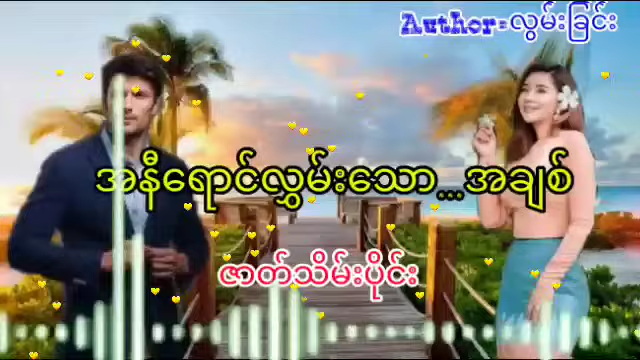 Author-လွမ်းခြင်း
အနီရောင်လွှမ်းသော...အချစ်
ဇာတ်သိမ်းပိုင်း